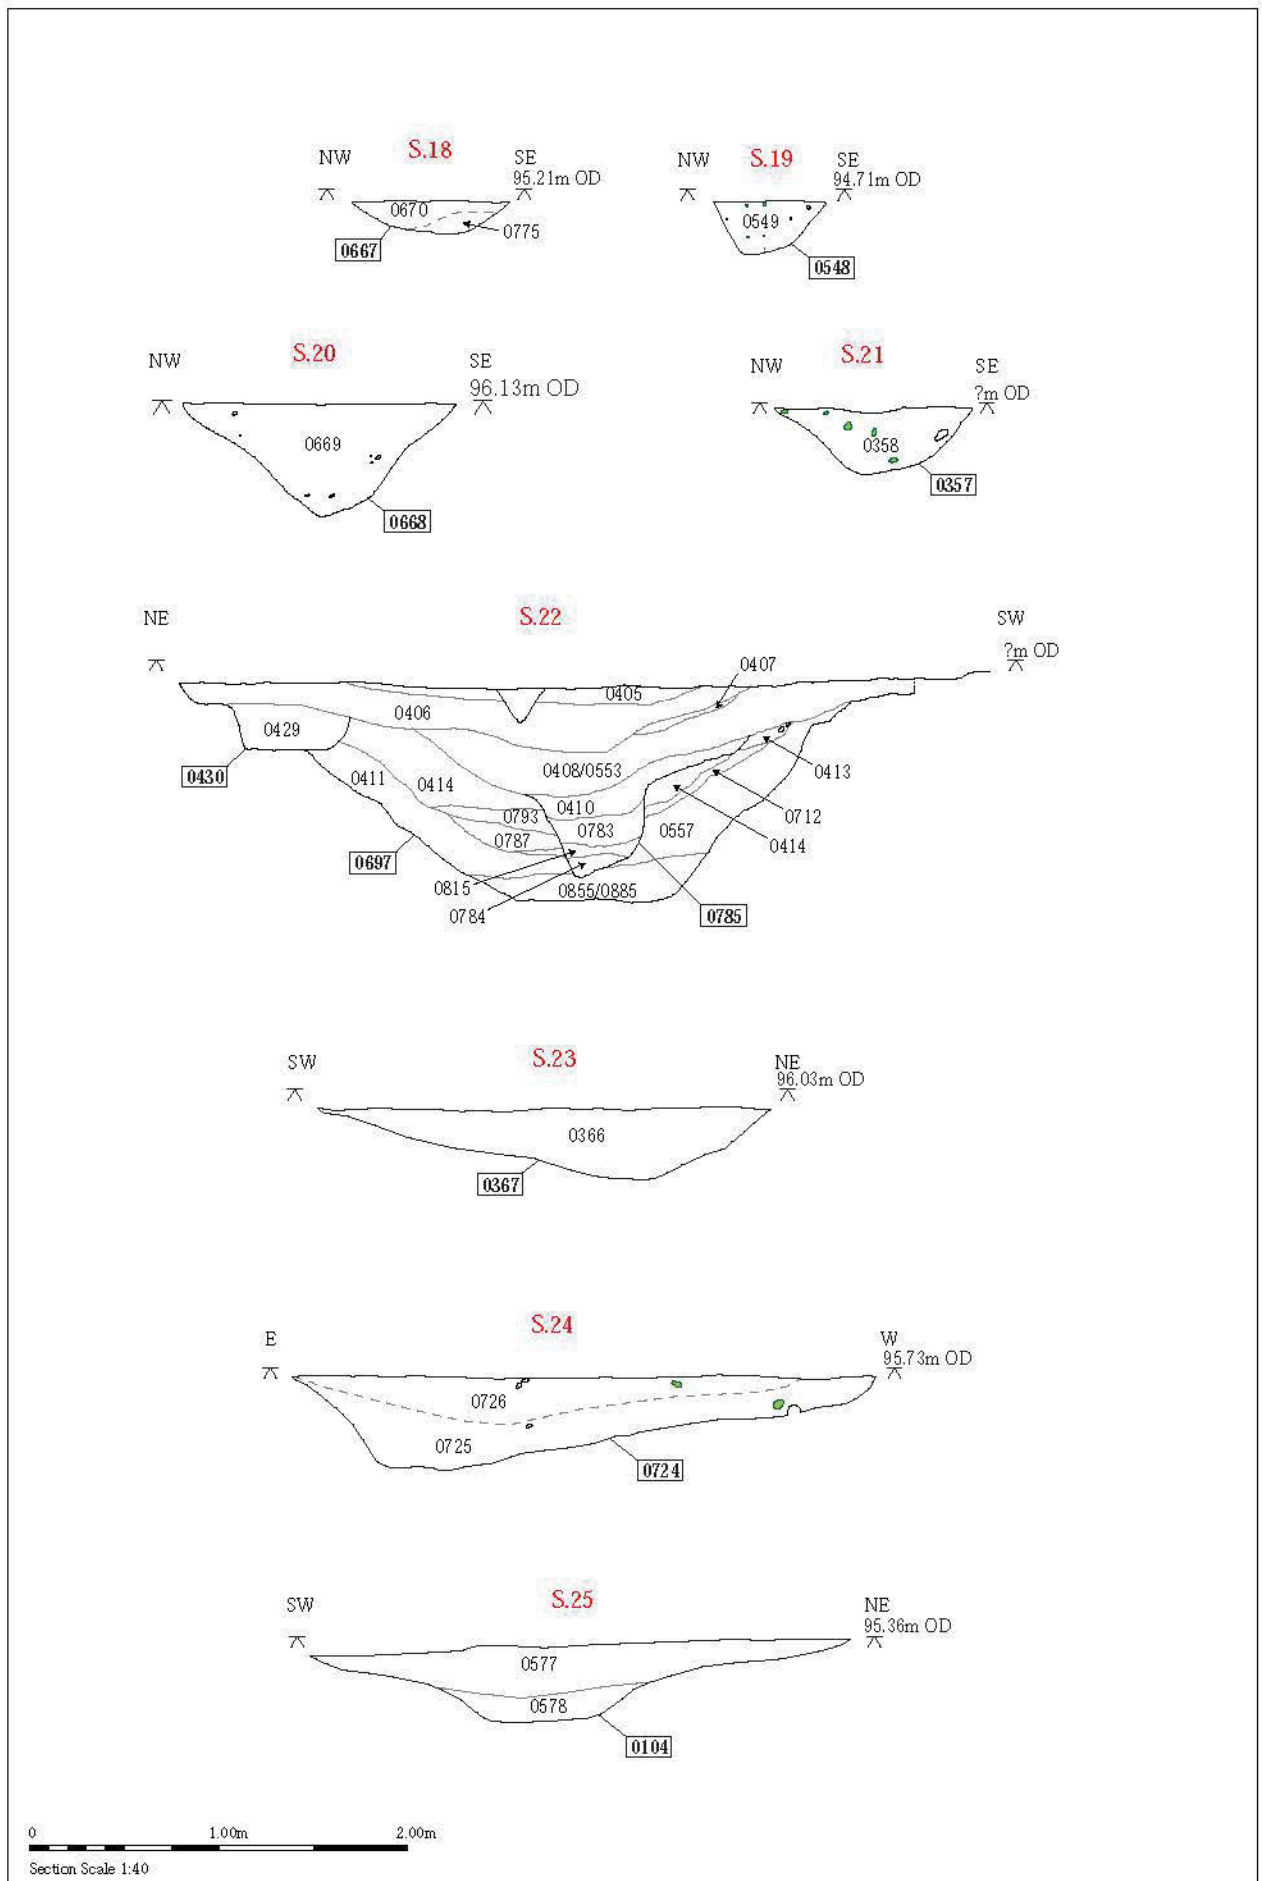 S.18
NW
SE
95.21m OD
0670
0775
0667
S.19
NW
SE
94.71m OD
0549
0548
S.20
NW
SE
96.13m OD
0669
0668
S.21
NW
SE
?m OD
0358
0357
S.22
NE
SW
?m OD
0407
0405
0406
0429
0408/0553
0413
0430
0411
0414
0410
0712
0793
0783
0557
0787
0414
0697
0815
0855/0885
0784
0785
S.23
SW
NE
96.03m OD
0366
0367
S.24
E
W
95.73m OD
0726
0725
0724
S.25
SW
NE
95.36m OD
0577
0578
0104
0 1.00m 2.00m
Section Scale 1:40